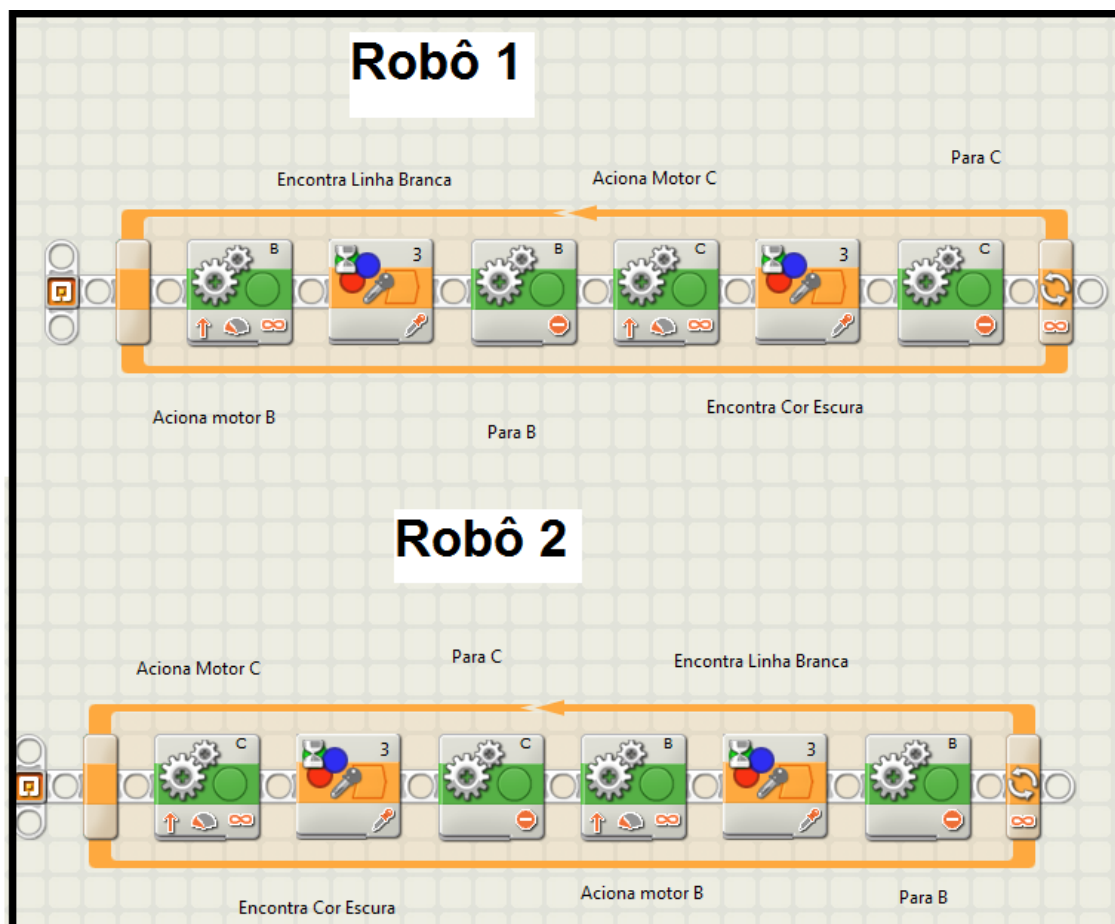 Robô 1
Para C
Encontra Linha Branca
Aciona Motor C
B
3
B
C
3
C
Aciona motor B
Para B
Encontra Cor Escura
Robô 2
Aciona Motor C
Para C
Encontra Linha Branca
C
3
C
B
3
B
Encontra Cor Escura
Aciona motor B
Para B